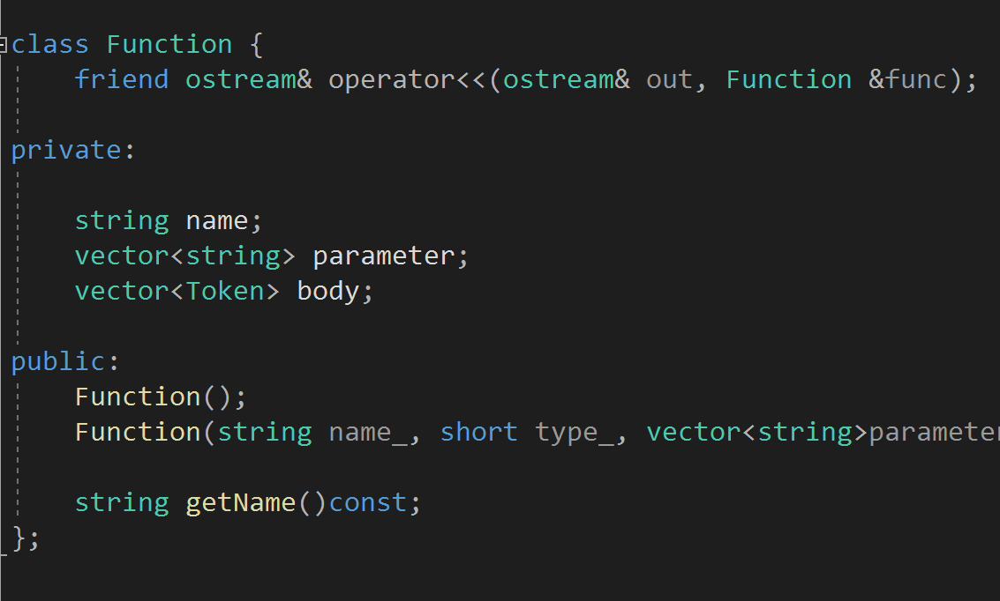 class Function {
friend ostream& operator<<(ostream& out, Function &func);
private:
string name;
vector<string> parameter;
vector<Token> body;
public:
Function();
Function(string name_, short type_, vector<string>parameter
string getName()const;
};